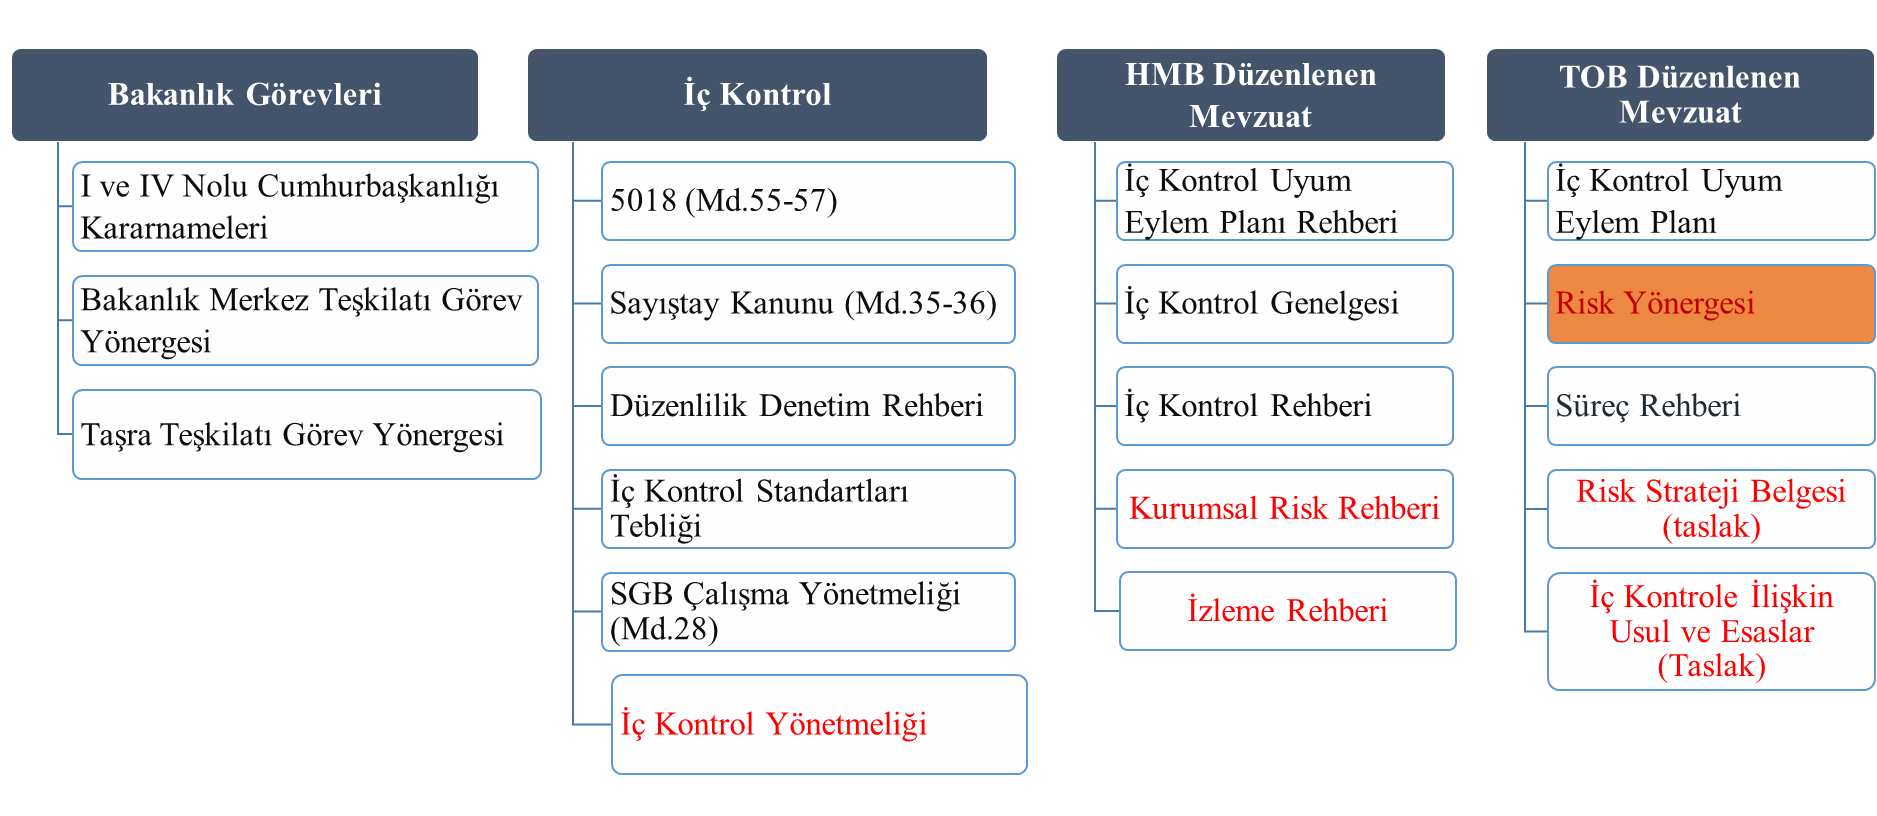 Bakanlık Görevleri
I ve IV Nolu Cumhurbaşkanlığı
Kararnameleri
Bakanlık Merkez Teşkilatı Görev
Yönergesi
Taşra Teşkilatı Görev Yönergesi
İç Kontrol
5018 (Md.55-57)
Sayıştay Kanunu (Md.35-36)
Düzenlilik Denetim Rehberi
İç Kontrol Standartları
Tebliği
SGB Çalışma Yönetmeliği
(Md.28)
İç Kontrol Yönetmeliği
HMB Düzenlenen
Mevzuat
İç Kontrol Uyum
Eylem Planı Rehberi
İç Kontrol Genelgesi
İç Kontrol Rehberi
Kurumsal Risk Rehberi
İzleme Rehberi
TOB Düzenlenen
Mevzuat
İç Kontrol Uyum
Eylem Planı
Risk Yönergesi
Süreç Rehberi
Risk Strateji Belgesi
(taslak)
İç Kontrole İlişkin
Usul ve Esaslar
(Taslak)